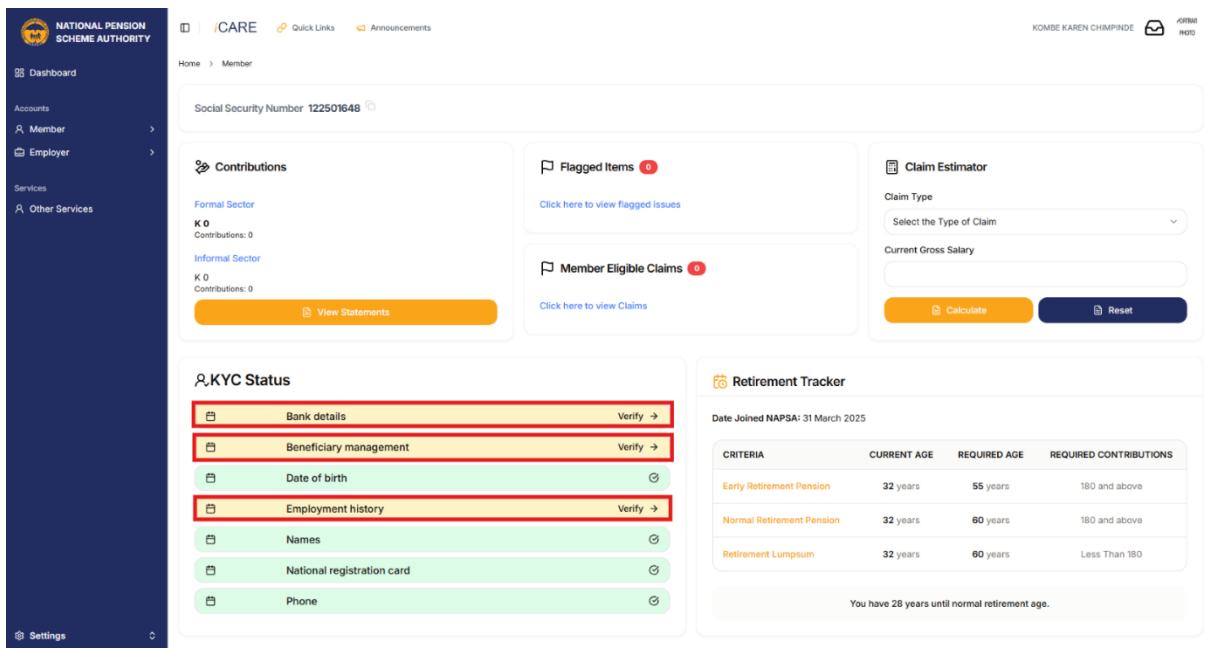 NATIONAL PENSION
SCHEME AUTHORITY
iCARE
Quick Links
Announcements
KOMBE KAREN CHIMPINDE
PHOTO
Dashboard
Accounts
Member
Employer
Services
Other Services
Settings
Home > Member
Social Security Number 122501648
Contributions
Formal Sector
K 0
Contributions: 0
Informal Sector
K 0
Contributions: 0
View Statements
Flagged Items 0
Click here to view flagged issues
Member Eligible Claims 0
Click here to view Claims
Claim Estimator
Claim Type
Select the Type of Claim
Current Gross Salary
Calculate
Reset
KYC Status
Bank details Verify →
Beneficiary management Verify →
Date of birth
Employment history Verify →
Names
National registration card
Phone
Retirement Tracker
Date Joined NAPSA: 31 March 2025
CRITERIA CURRENT AGE REQUIRED AGE REQUIRED CONTRIBUTIONS
Early Retirement Pension 32 years 55 years 180 and above
Normal Retirement Pension 32 years 60 years 180 and above
Retirement Lumpsum 32 years 60 years Less Than 180
You have 28 years until normal retirement age.